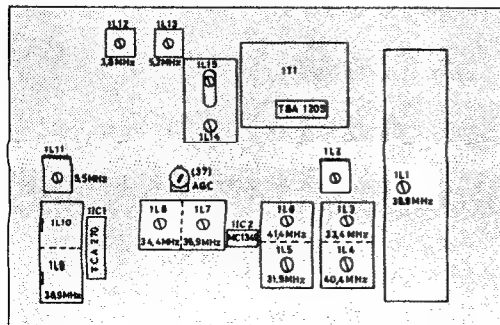 1L12
1L13
3,8MHz
5,2MHz
1L15
1T1
TBA 120S
1L14
1L11
5,5MHz
(37)
AGC
1L2
1L1
38,9MHz
1L10
1IC1
TCA 270
1L9
38,9MHz
1L8
1L7
34,4MHz
36,9MHz
1IC2
MC1349
1L6
41,4MHz
1L5
31,9MHz
1L3
33,4MHz
1L4
40,4MHz